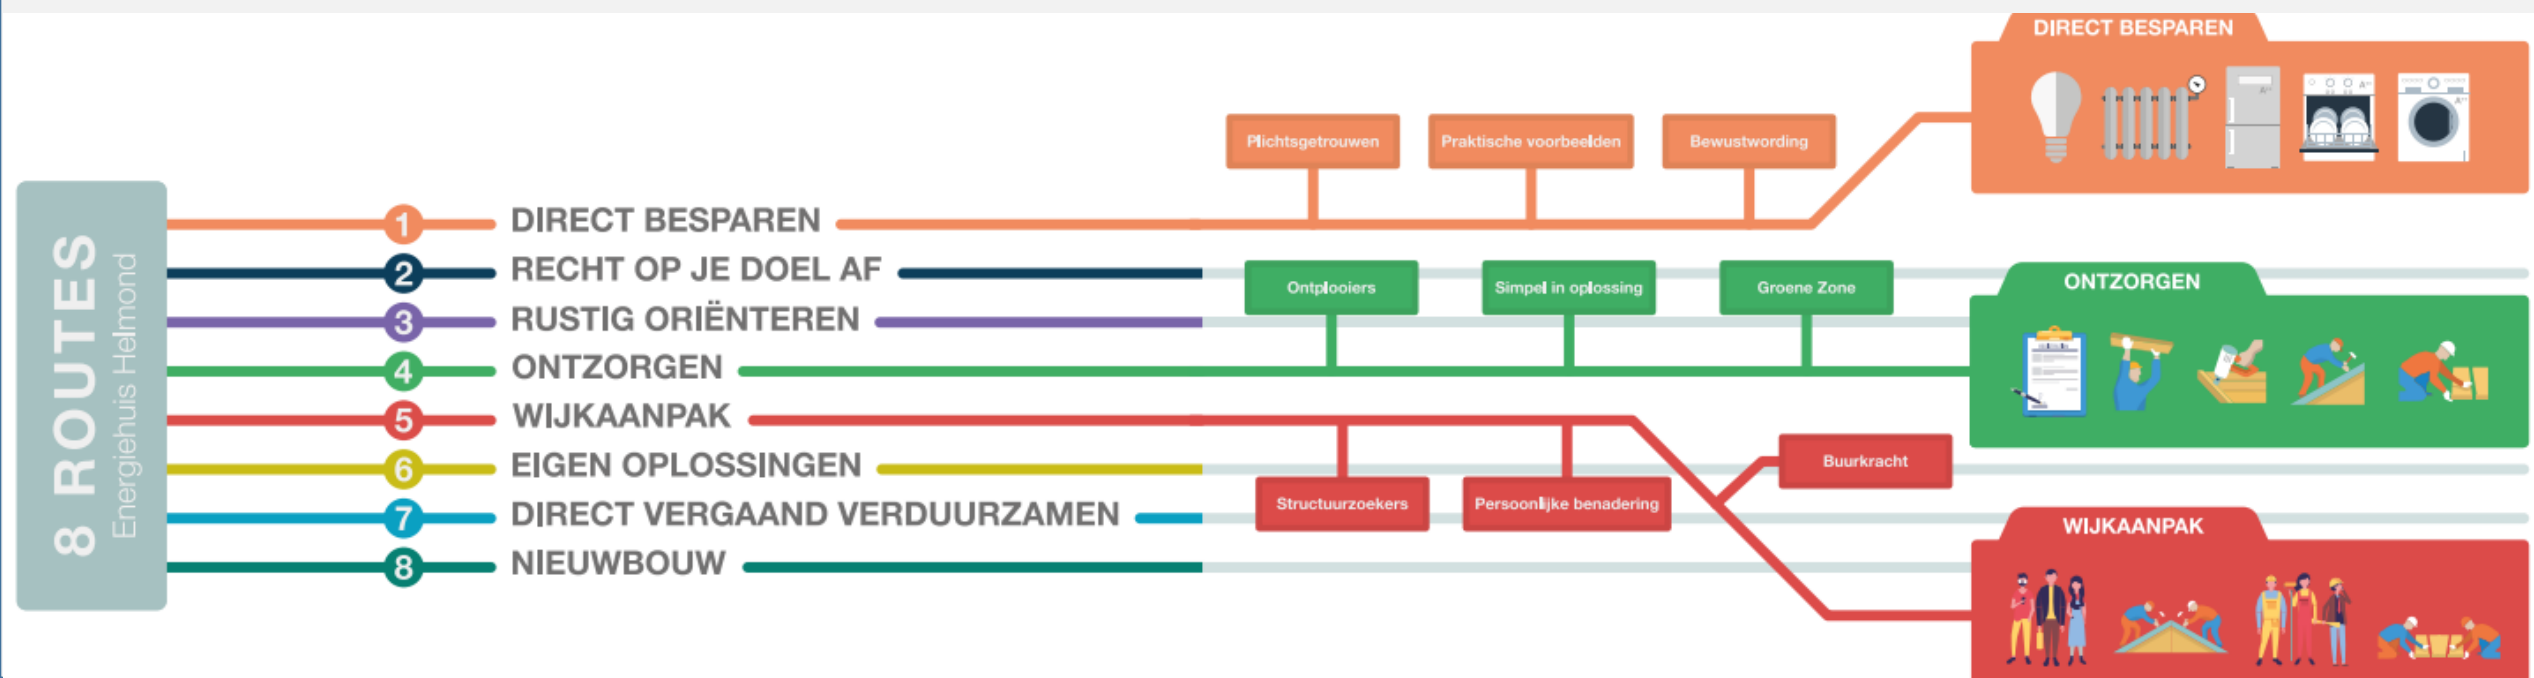 8 ROUTES
Energiehuis Helmond
1 DIRECT BESPAREN
2 RECHT OP JE DOEL AF
3 RUSTIG ORIËNTEREN
4 ONTZORGEN
5 WIJKAANPAK
6 EIGEN OPLOSSINGEN
7 DIRECT VERGAAND VERDUURZAMEN
8 NIEUWBOUW
Plichtsgetrouwen
Praktische voorbeelden
Bewustwording
DIRECT BESPAREN
Ontplooiers
Simpel in oplossing
Groene Zone
ONTZORGEN
Structuurzoekers
Persoonlijke benadering
Buurkracht
WIJKAANPAK